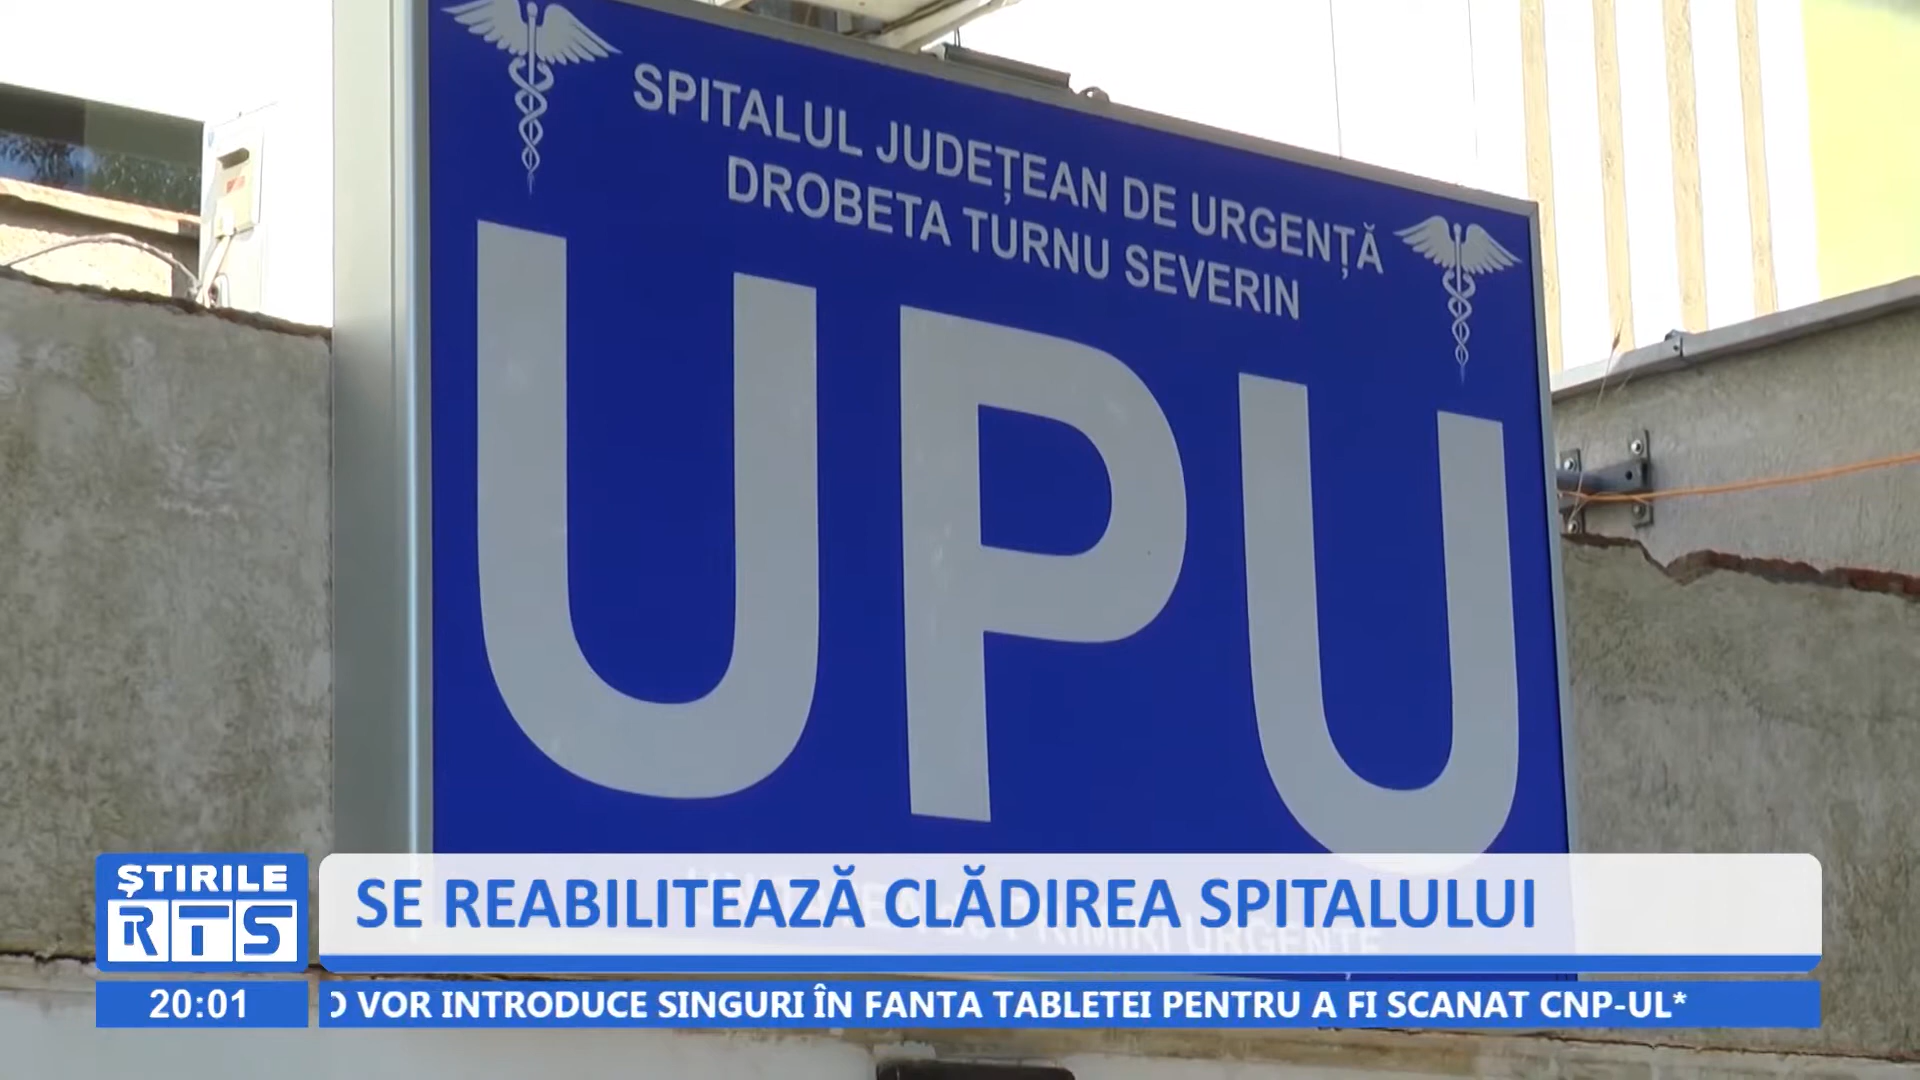 SPITALUL JUDEȚEAN DE URGENȚĂ
DROBETA TURNU SEVERIN
UPU
ȘTIRILE
RTS
SE REABILITEAZĂ CLĂDIREA SPITALULUI
20:01
O VOR INTRODUCE SINGURI ÎN FANTA TABLETEI PENTRU A FI SCANAT CNP-UL*